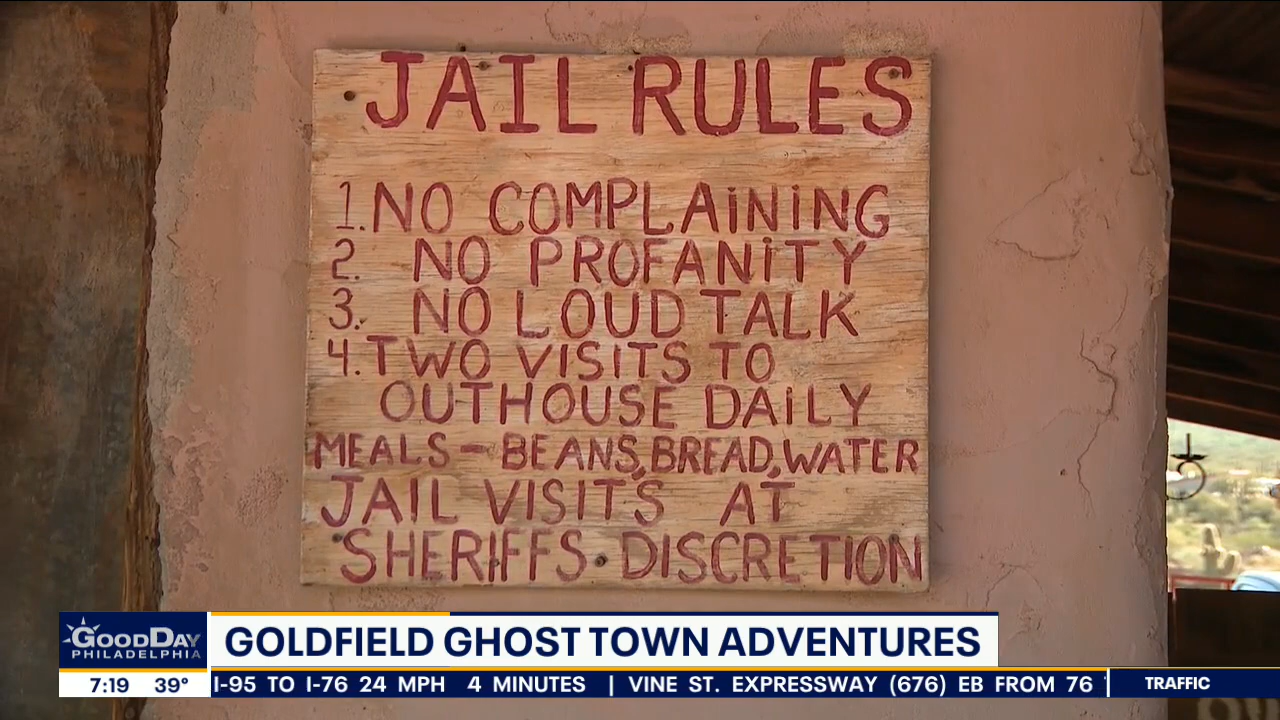 JAIL RULES
1. NO COMPLAINING
2. NO PROFANITY
3. NO LOUD TALK
4. TWO VISITS TO
OUTHOUSE DAILY
MEALS - BEANS, BREAD, WATER
JAIL VISITS AT
SHERIFFS DISCRETION
GOODDAY
PHILADELPHIA
GOLDFIELD GHOST TOWN ADVENTURES
7:19 39° I-95 TO I-76 24 MPH 4 MINUTES | VINE ST. EXPRESSWAY (676) EB FROM 76 TRAFFIC